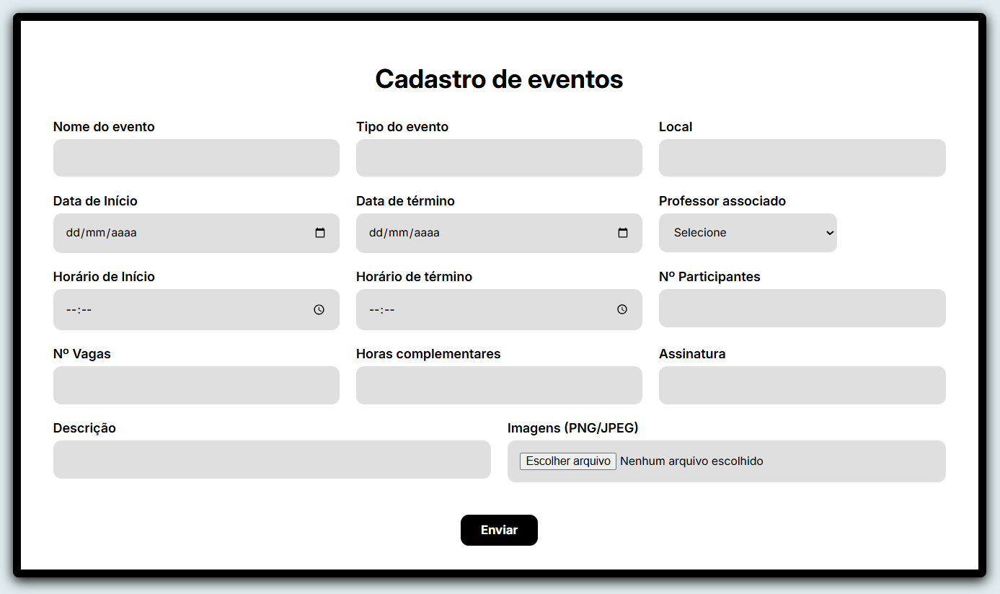 Cadastro de eventos
Nome do evento
Tipo do evento
Local
Data de Início
Data de término
Professor associado
dd/mm/aaaa
dd/mm/aaaa
Selecione
Horário de Início
Horário de término
Nº Participantes
--:--
--:--
Nº Vagas
Horas complementares
Assinatura
Descrição
Imagens (PNG/JPEG)
Escolher arquivo Nenhum arquivo escolhido
Enviar